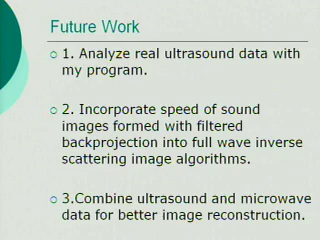 Future Work
1. Analyze real ultrasound data with
my program.
2. Incorporate speed of sound
images formed with filtered
backprojection into full wave inverse
scattering image algorithms.
3.Combine ultrasound and microwave
data for better image reconstruction.